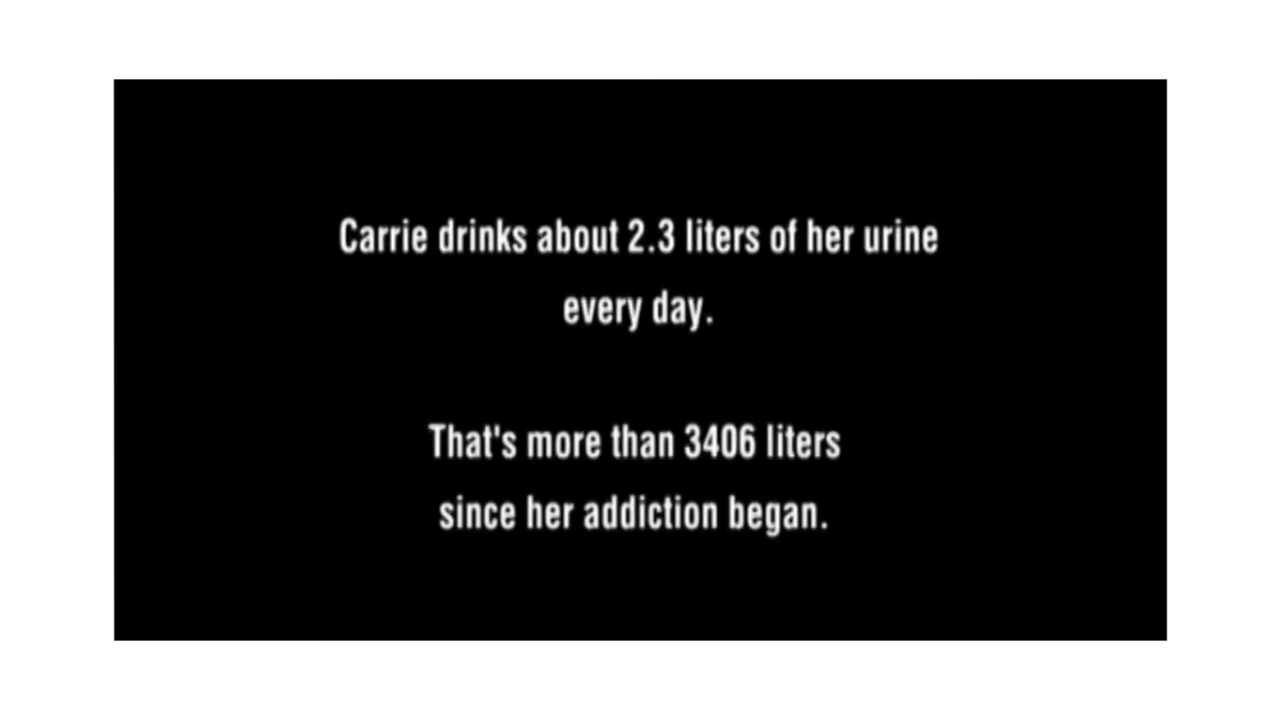 Carrie drinks about 2.3 liters of her urine
every day.
That's more than 3406 liters
since her addiction began.